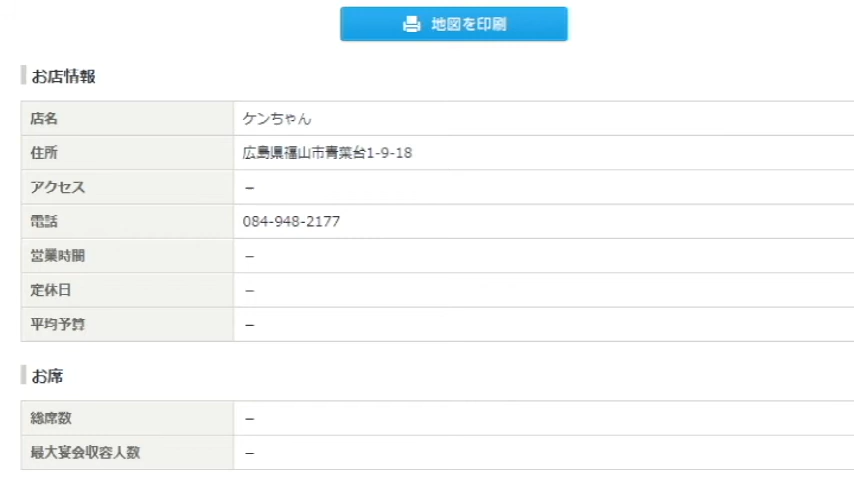 地図を印刷
お店情報
店名 ケンちゃん
住所 広島県福山市青葉台1-9-18
アクセス －
電話 084-948-2177
営業時間 －
定休日 －
平均予算 －
お席
総席数 －
最大宴会収容人数 －